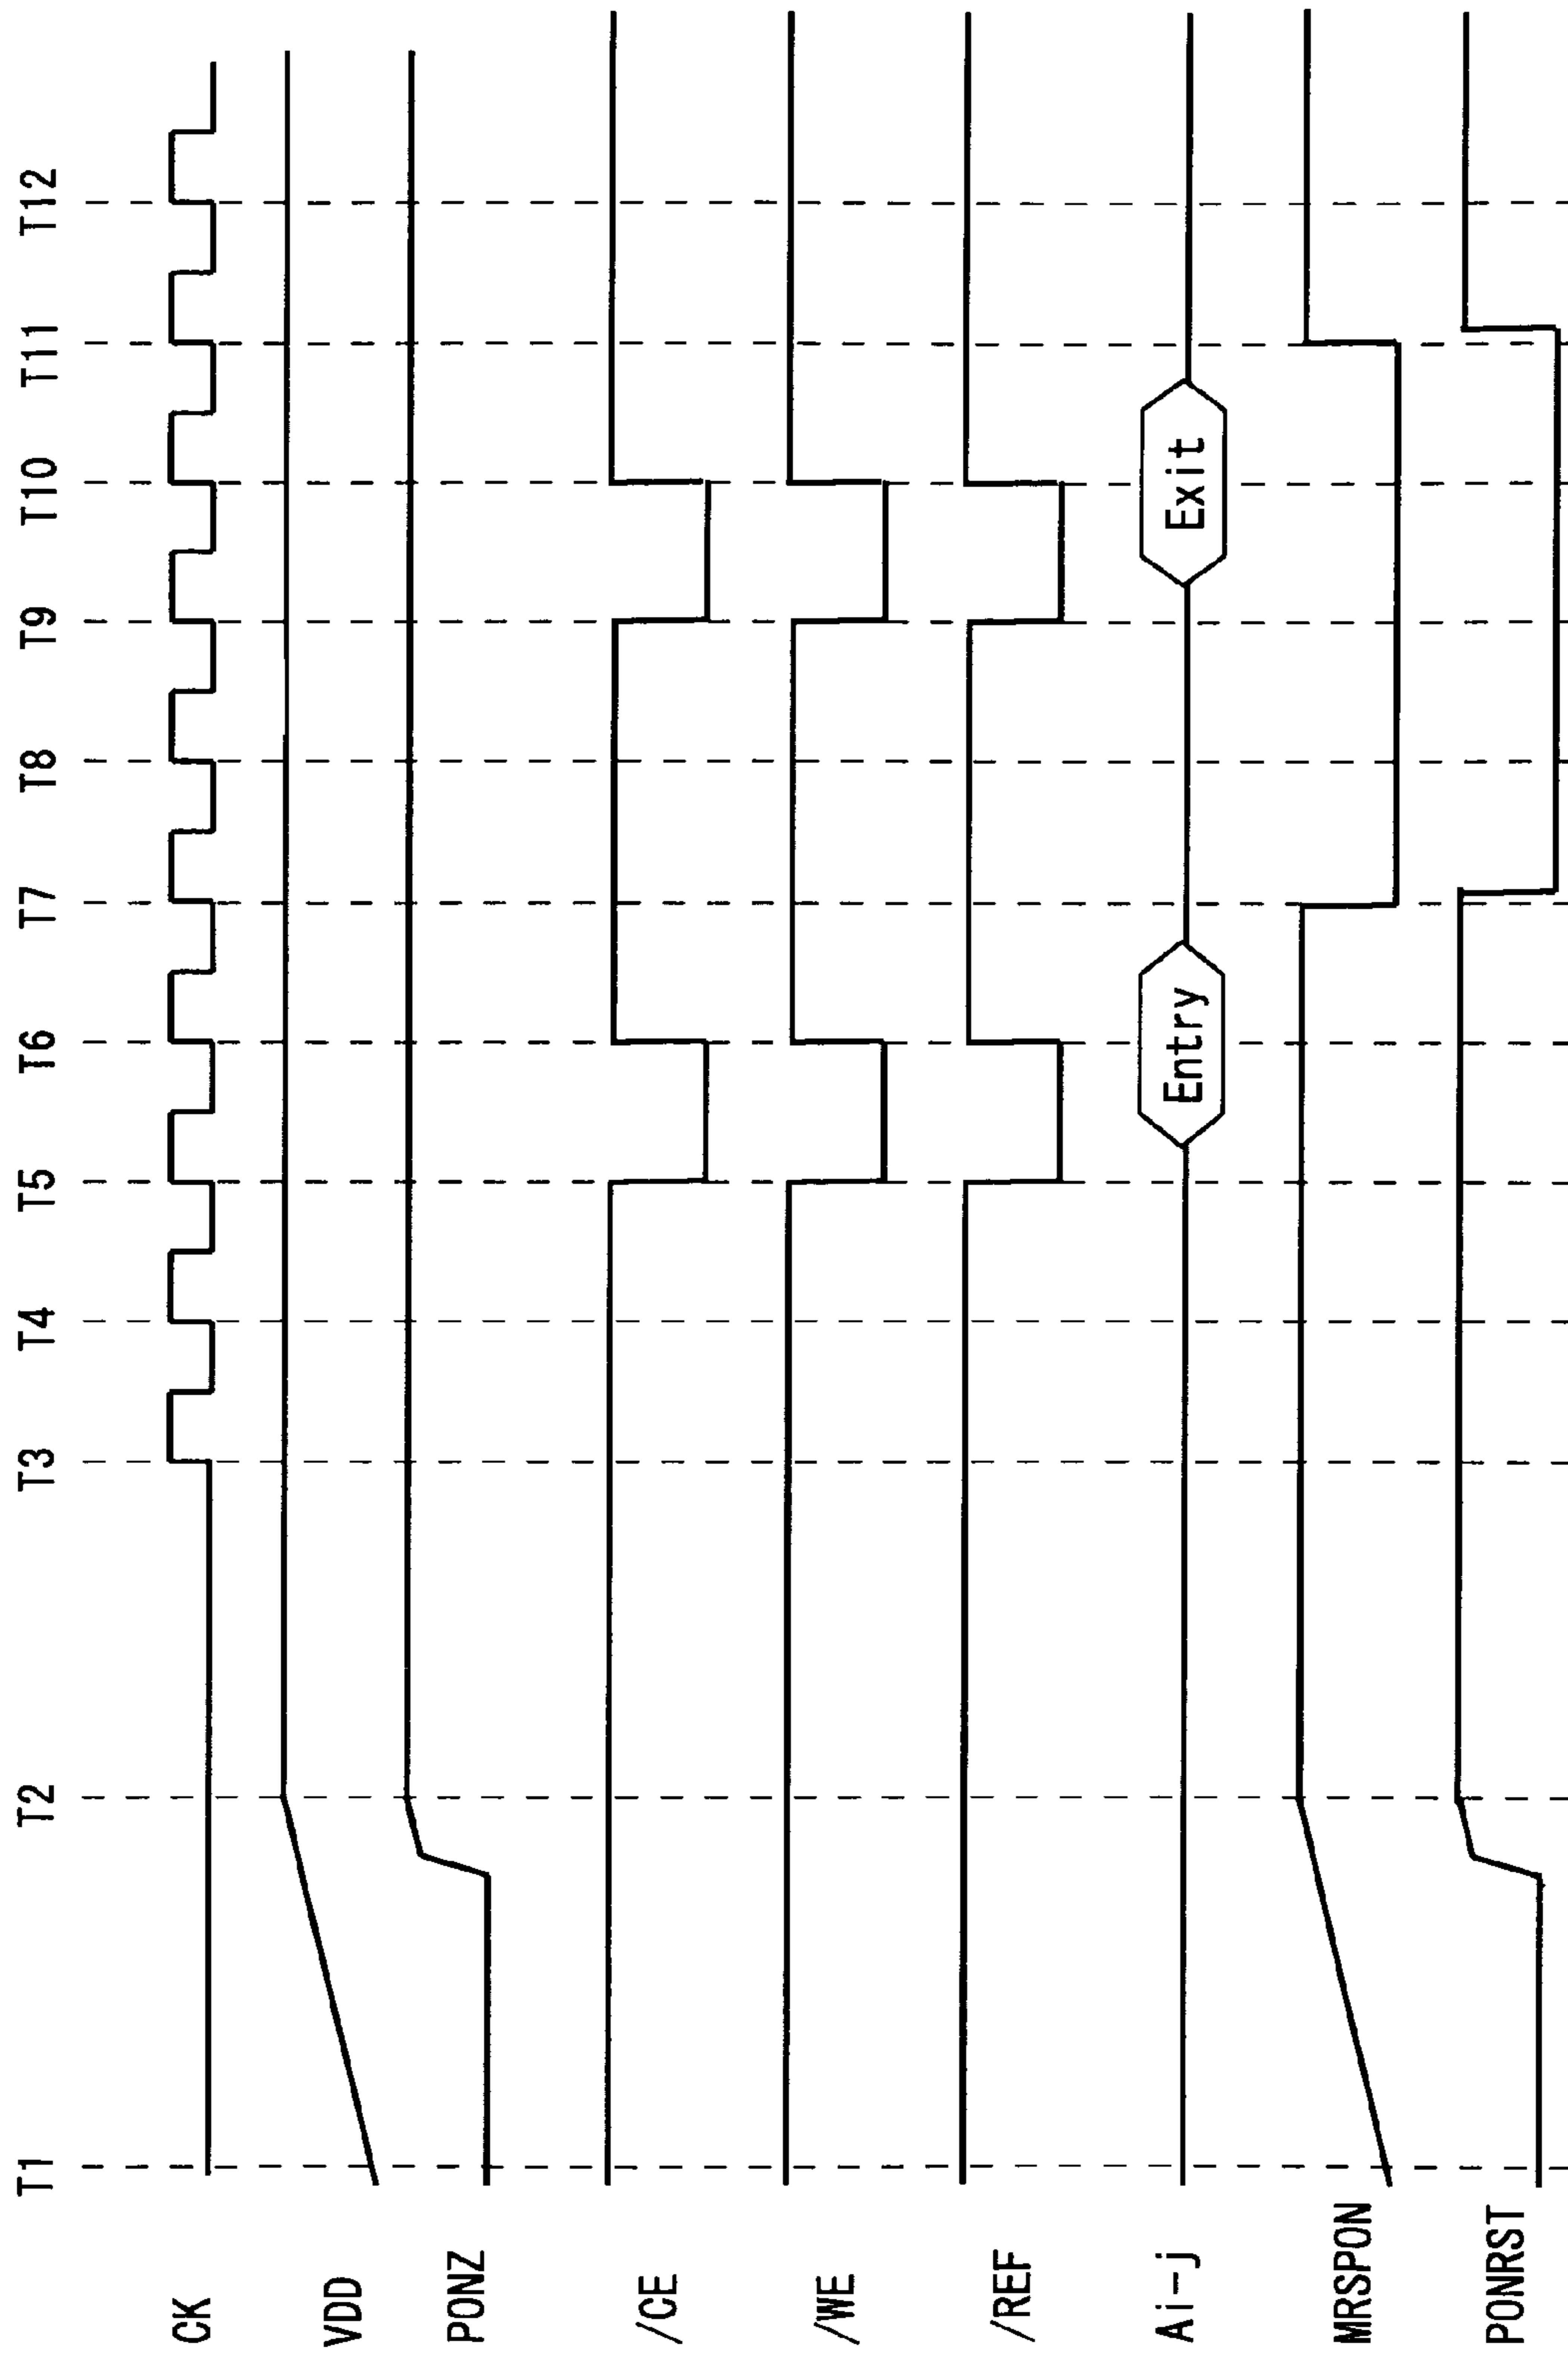 T1 T2 T3 T4 T5 T6 T7 T8 T9 T10 T11 T12
CK
VDD
PONZ
/CE
/WE
/REF
Ai-j Entry Exit
MRSPON
PONRST